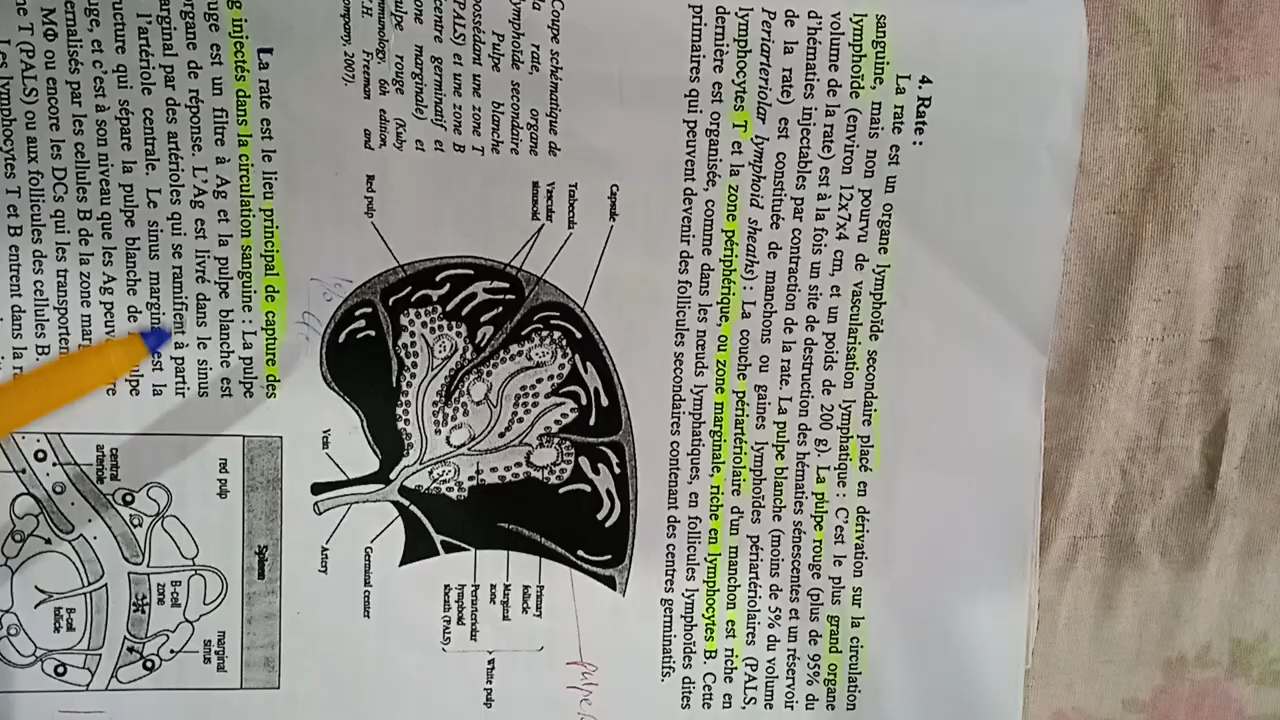 4. Rate :
La rate est un organe lymphoïde secondaire placé en dérivation sur la circulation
sanguine, mais non pourvu de vascularisation lymphatique : C'est le plus grand organe
lymphoïde (environ 12x7x4 cm, et un poids de 200 g). La pulpe rouge (plus de 95% du
volume de la rate) est à la fois un site de destruction des hématies sénescentes et un réservoir
d'hématies injectables par contraction de la rate. La pulpe blanche (moins de 5% du volume
de la rate) est constituée de manchons ou gaines lymphoïdes périartériolaires (PALS,
Periarteriolar lymphoid sheaths) : La couche périartériolaire d'un manchon est riche en
lymphocytes T et la zone périphérique, ou zone marginale, riche en lymphocytes B. Cette
dernière est organisée, comme dans les nœuds lymphatiques, en follicules lymphoïdes dites
primaires qui peuvent devenir des follicules secondaires contenant des centres germinatifs.
Capsule
Trabecula
Vascular
sinusoid
Red pulp
Vein
Artery
Germinal center
Primary
follicle
Marginal
zone
Periarteriolar
lymphoid
sheath (PALS)
White pulp
Coupe schématique de
la rate, organe
lymphoïde secondaire
: Pulpe blanche
possédant une zone T
(PALS) et une zone B
centre germinatif et
zone marginale) et
pulpe rouge (Kuby
Immunology, 6th edition,
W.H. Freeman and
Company, 2007).
La rate est le lieu principal de capture des
Ag injectés dans la circulation sanguine : La pulpe
rouge est un filtre à Ag et la pulpe blanche est
organe de réponse. L'Ag est livré dans le sinus
marginal par des artérioles qui se ramifient à partir
l'artériole centrale. Le sinus est la
structure qui sépare la pulpe blanche de
rouge, et c'est à son niveau que les Ag
internalisés par les cellules B de la zone
MΦ ou encore les DCs qui les
zone T (PALS) ou aux follicules des cellules B.
Les lymphocytes T et B entrent dans la
Spleen
red pulp
central
arteriole
B-cell
zone
marginal
sinus
B-cell
follicle